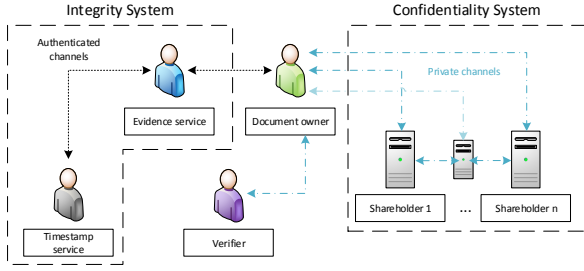 Integrity System
Confidentiality System
Authenticated
channels
Private channels
Evidence service
Document owner
Shareholder 1
...
Shareholder n
Timestamp
service
Verifier